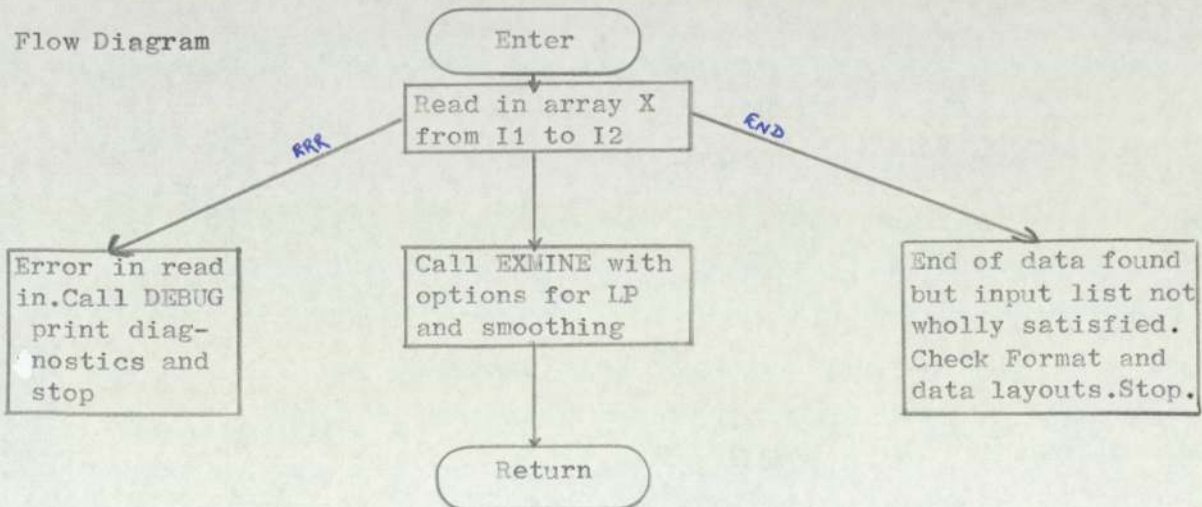 Flow Diagram
Enter
Read in array X
from I1 to I2
RRR
END
Error in read
in.Call DEBUG
print diag-
nostics and
stop
Call EXMINE with
options for LP
and smoothing
End of data found
but input list not
wholly satisfied.
Check Format and
data layouts.Stop.
Return